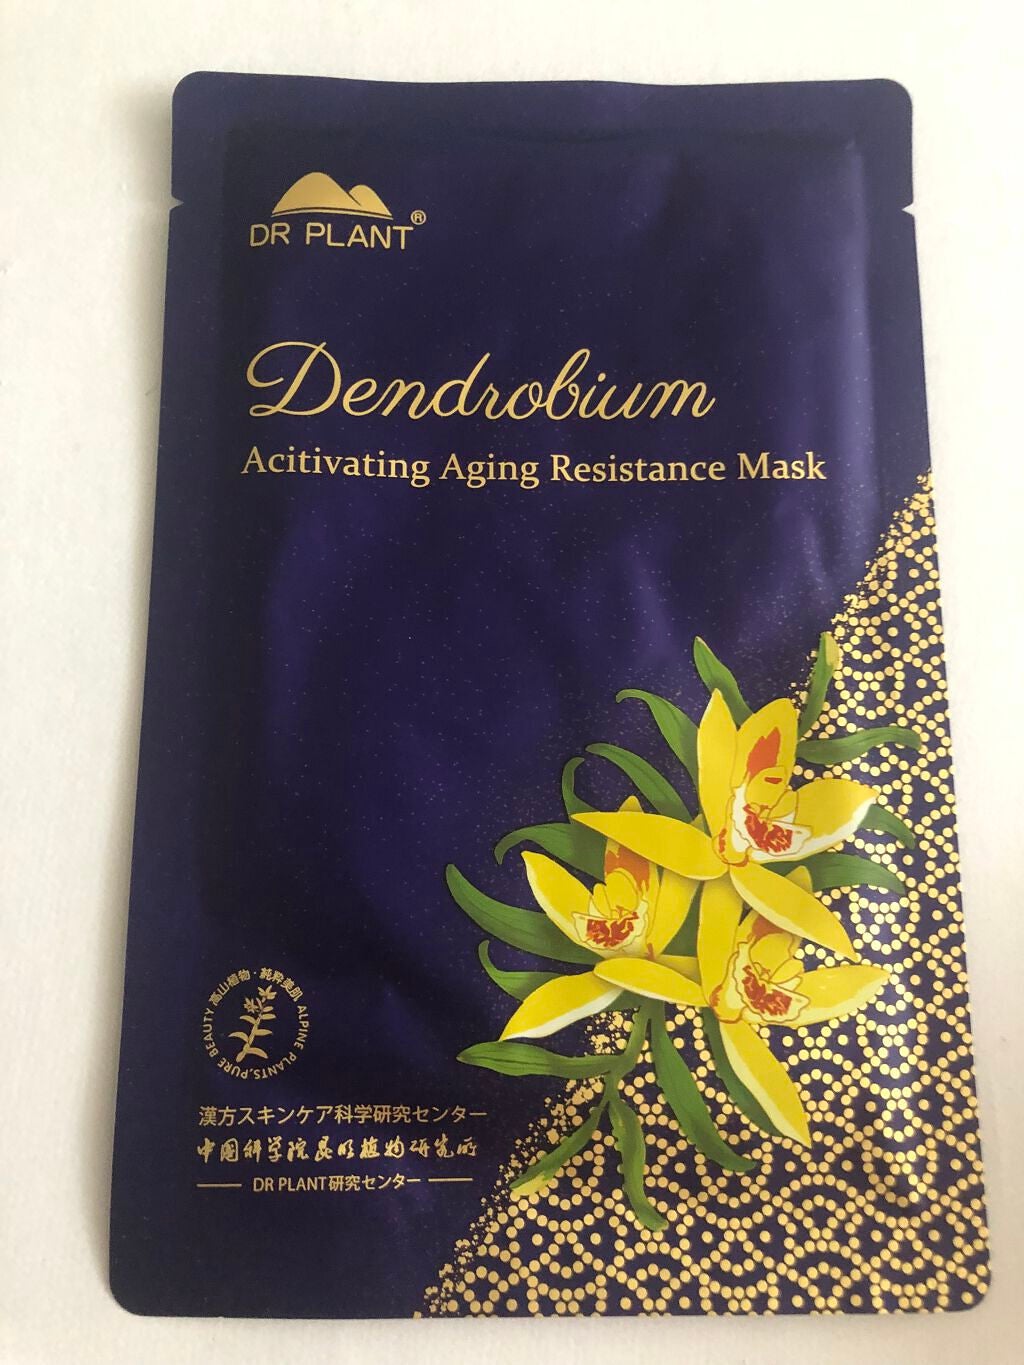 DR PLANT®
Dendrobium
Acitivating Aging Resistance Mask
高山植物·純粋美肌 ALPINE PLANTS,PURE BEAUTY
漢方スキンケア科学研究センター
中国科学院昆明植物研究所
DR PLANT研究センター